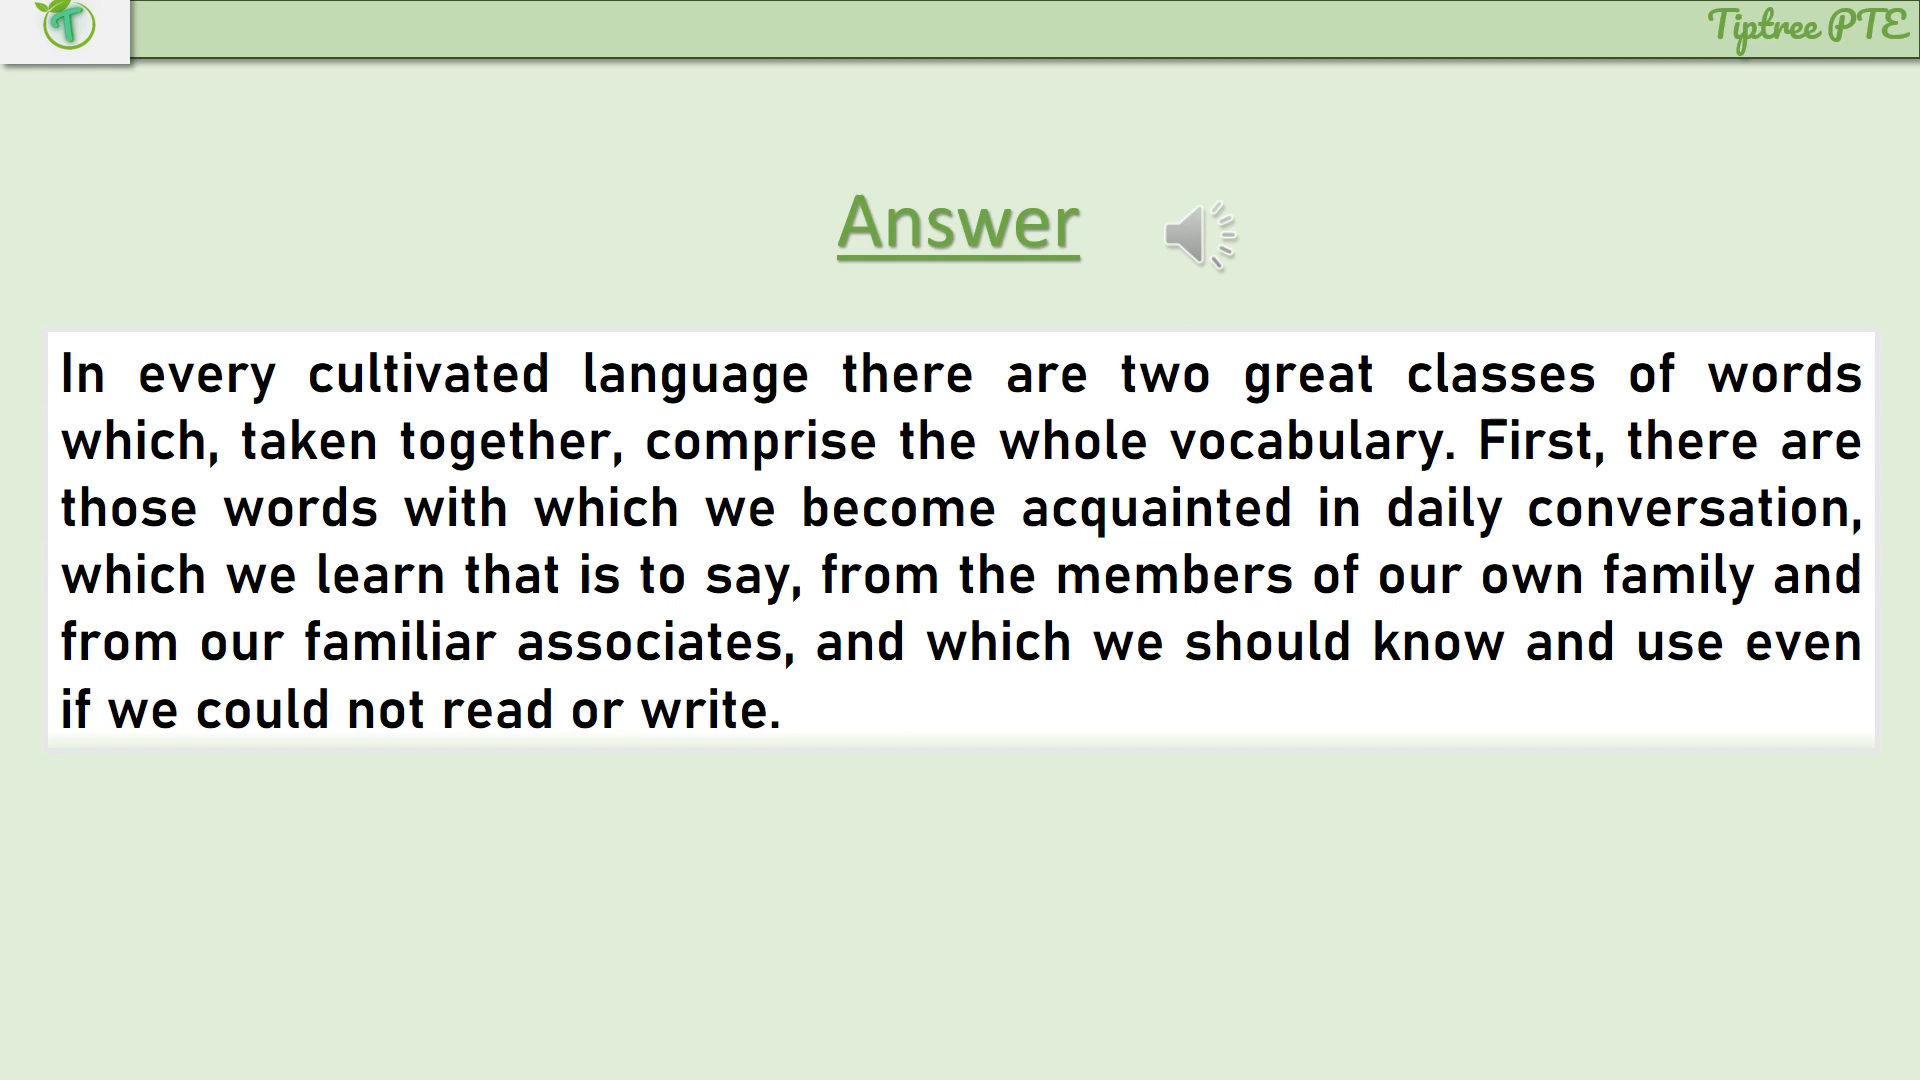 T
Tiptree PTE
Answer
In every cultivated language there are two great classes of words
which, taken together, comprise the whole vocabulary. First, there are
those words with which we become acquainted in daily conversation,
which we learn that is to say, from the members of our own family and
from our familiar associates, and which we should know and use even
if we could not read or write.